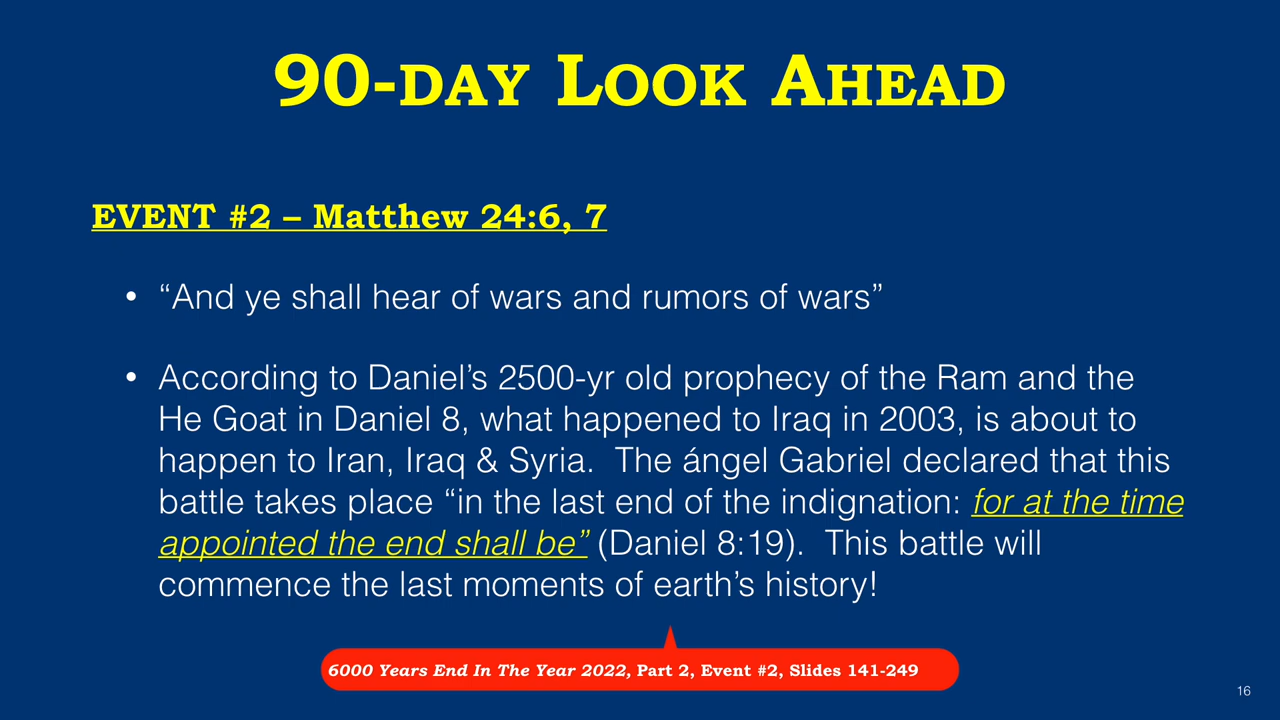 90-DAY LOOK AHEAD
EVENT #2 – Matthew 24:6, 7
• “And ye shall hear of wars and rumors of wars”
• According to Daniel’s 2500-yr old prophecy of the Ram and the
He Goat in Daniel 8, what happened to Iraq in 2003, is about to
happen to Iran, Iraq & Syria. The ángel Gabriel declared that this
battle takes place “in the last end of the indignation: for at the time
appointed the end shall be” (Daniel 8:19). This battle will
commence the last moments of earth’s history!
6000 Years End In The Year 2022, Part 2, Event #2, Slides 141-249
16